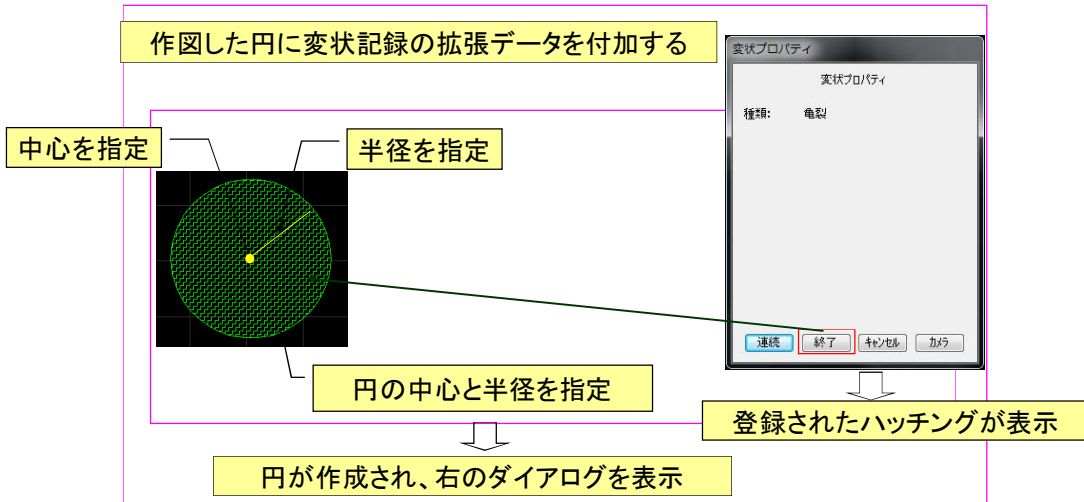 作図した円に変状記録の拡張データを付加する
変状プロパティ
変状プロパティ
種類: 亀裂
中心を指定
半径を指定
連続 終了 キャンセル カメラ
円の中心と半径を指定
登録されたハッチングが表示
円が作成され、右のダイアログを表示